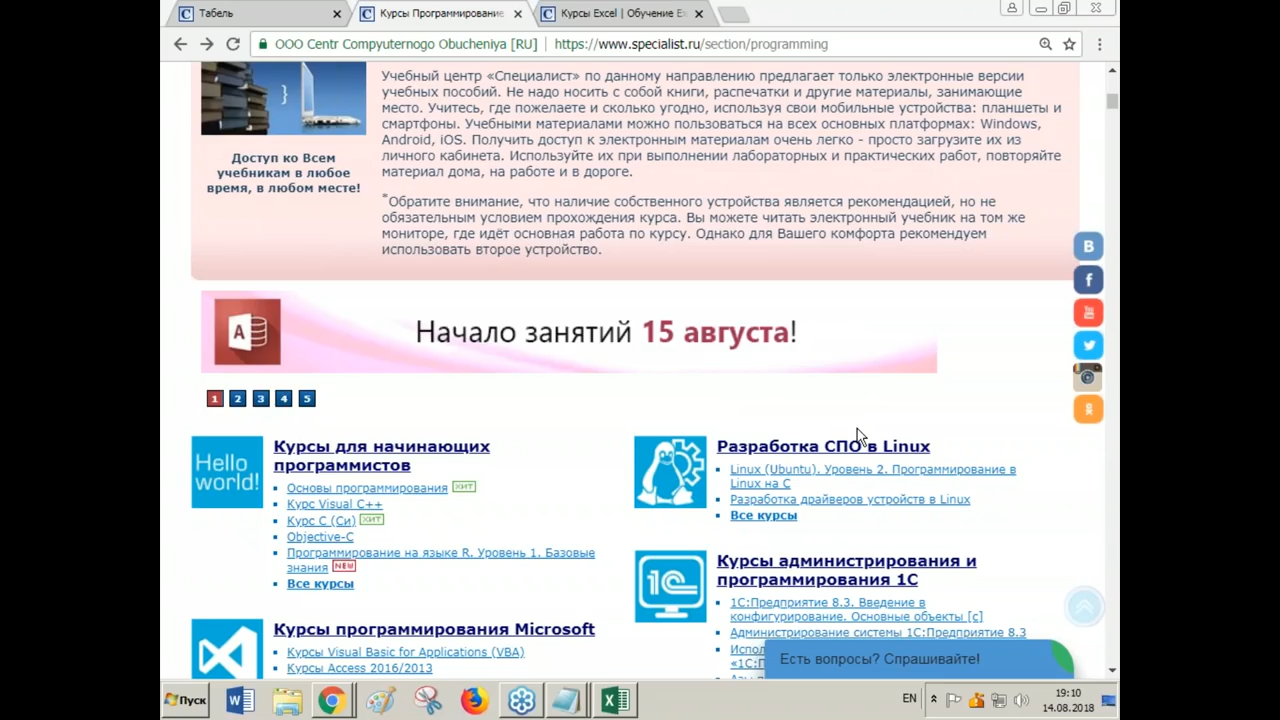 Табель
Курсы Программирование
Курсы Excel | Обучение Ex
ООО Centr Compyuternogo Obucheniya [RU]
https://www.specialist.ru/section/programming
Учебный центр «Специалист» по данному направлению предлагает только электронные версии
учебных пособий. Не надо носить с собой книги, распечатки и другие материалы, занимающие
место. Учитесь, где пожелаете и сколько угодно, используя свои мобильные устройства: планшеты и
смартфоны. Учебными материалами можно пользоваться на всех основных платформах: Windows,
Android, iOS. Получить доступ к электронным материалам очень легко - просто загрузите их из
личного кабинета. Используйте их при выполнении лабораторных и практических работ, повторяйте
материал дома, на работе и в дороге.
Доступ ко Всем
учебникам в любое
время, в любом месте!
*Обратите внимание, что наличие собственного устройства является рекомендацией, но не
обязательным условием прохождения курса. Вы можете читать электронный учебник на том же
мониторе, где идёт основная работа по курсу. Однако для Вашего комфорта рекомендуем
использовать второе устройство.
A
Начало занятий 15 августа!
1 2 3 4 5
Hello
world!
Курсы для начинающих
программистов
Основы программирования ХИТ
Курс Visual C++
Курс C (Си) ХИТ
Objective-C
Программирование на языке R. Уровень 1. Базовые
знания NEW
Все курсы
Курсы программирования Microsoft
Курсы Visual Basic for Applications (VBA)
Курсы Access 2016/2013
Разработка СПО в Linux
Linux (Ubuntu). Уровень 2. Программирование в
Linux на C
Разработка драйверов устройств в Linux
Все курсы
1С
Курсы администрирования и
программирования 1С
1С:Предприятие 8.3. Введение в
конфигурирование. Основные объекты [c]
Администрирование системы 1С:Предприятие 8.3
Есть вопросы? Спрашивайте!
Пуск
EN
19:10
14.08.2018